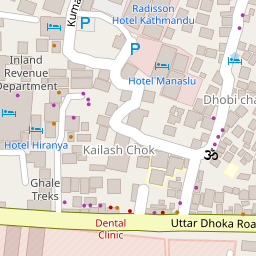 Radisson
Hotel Kathmandu
Kuma
P
P
Inland
Revenue
Department
Hotel Manaslu
Dhobi cha
Hotel Hiranya
Kailash Chok
ॐ
Ghale
Treks
Dental
Clinic
Uttar Dhoka Roa